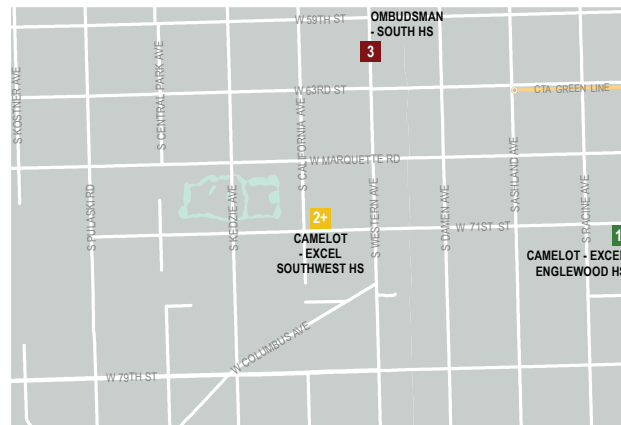 W 59TH ST
OMBUDSMAN
- SOUTH HS
3
S KOSTNER AVE
S CENTRAL PARK AVE
W 63RD ST
CTA GREEN LINE
S CALIFORNIA AVE
W MARQUETTE RD
S PULASKI RD
S KEDZIE AVE
S WESTERN AVE
S DAMEN AVE
S ASHLAND AVE
S RACINE AVE
2+
W 71ST ST
1
CAMELOT
- EXCEL
SOUTHWEST HS
CAMELOT - EXCEL
ENGLEWOOD HS
W COLUMBUS AVE
W 79TH ST